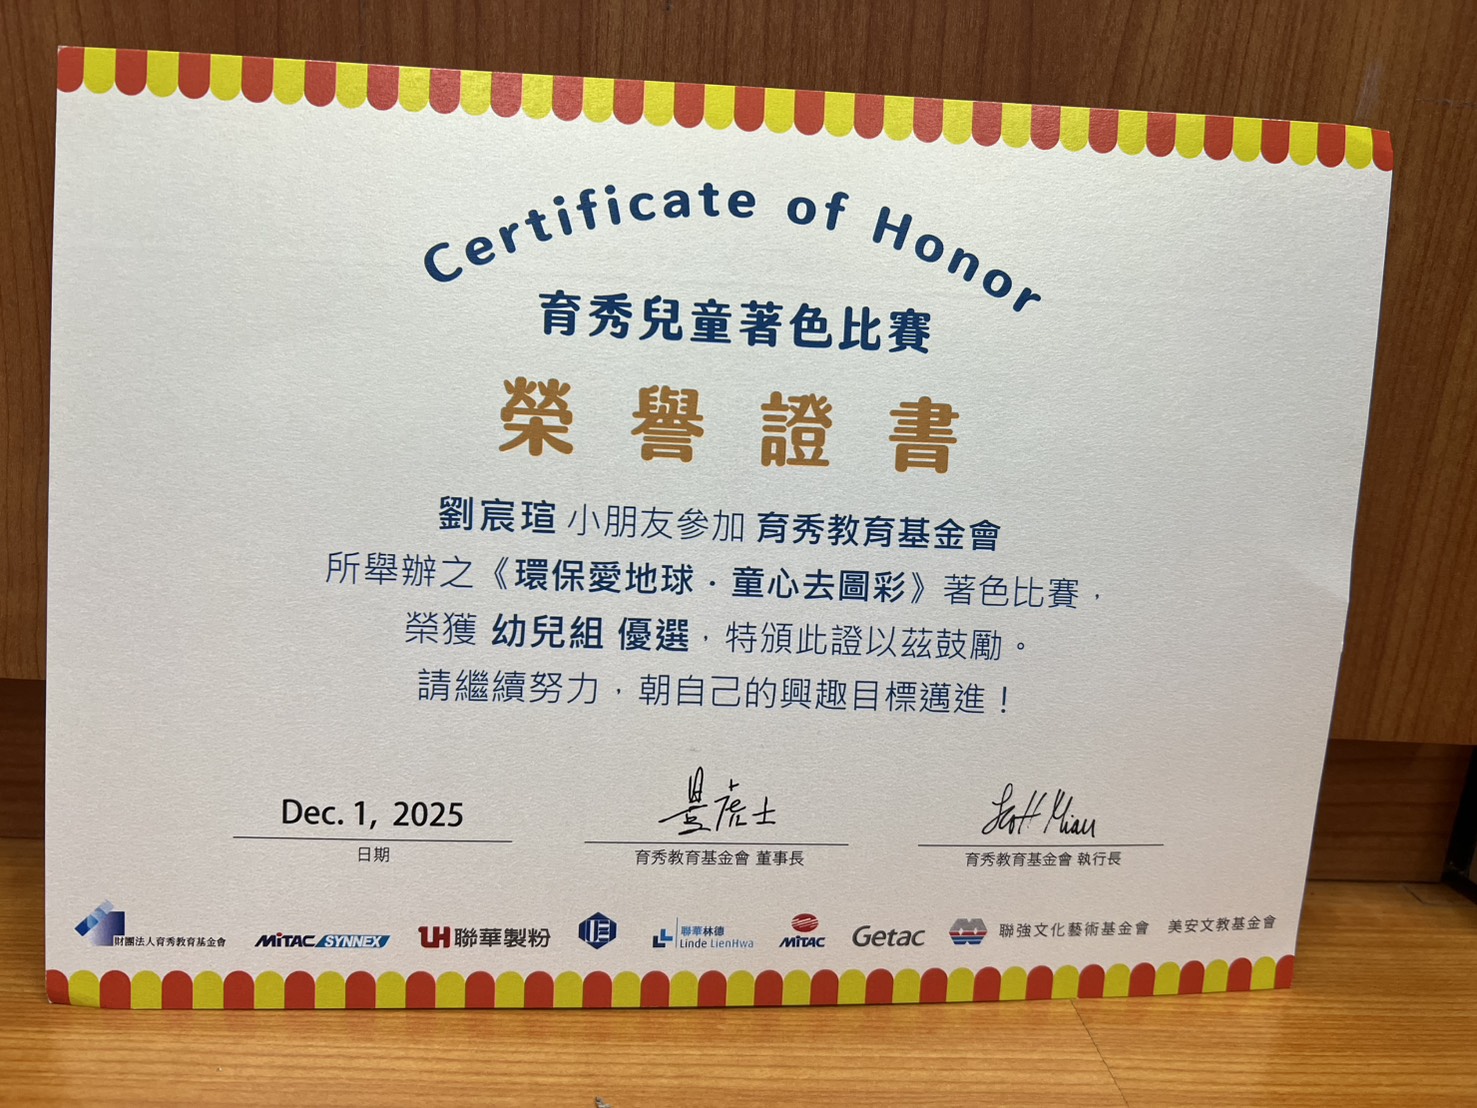 Certificate of Honor
育秀兒童著色比賽
榮譽證書
劉宸瑄 小朋友參加 育秀教育基金會
所舉辦之《環保愛地球．童心去圖彩》著色比賽，
榮獲 幼兒組 優選，特頒此證以茲鼓勵。
請繼續努力，朝自己的興趣目標邁進！
Dec. 1, 2025
日期
育秀教育基金會 董事長
Scott Miau
育秀教育基金會 執行長
財團法人育秀教育基金會
MiTAC SYNNEX
聯華製粉
聯華林德
Linde LienHwa
MiTAC
Getac
聯強文化藝術基金會
美安文教基金會